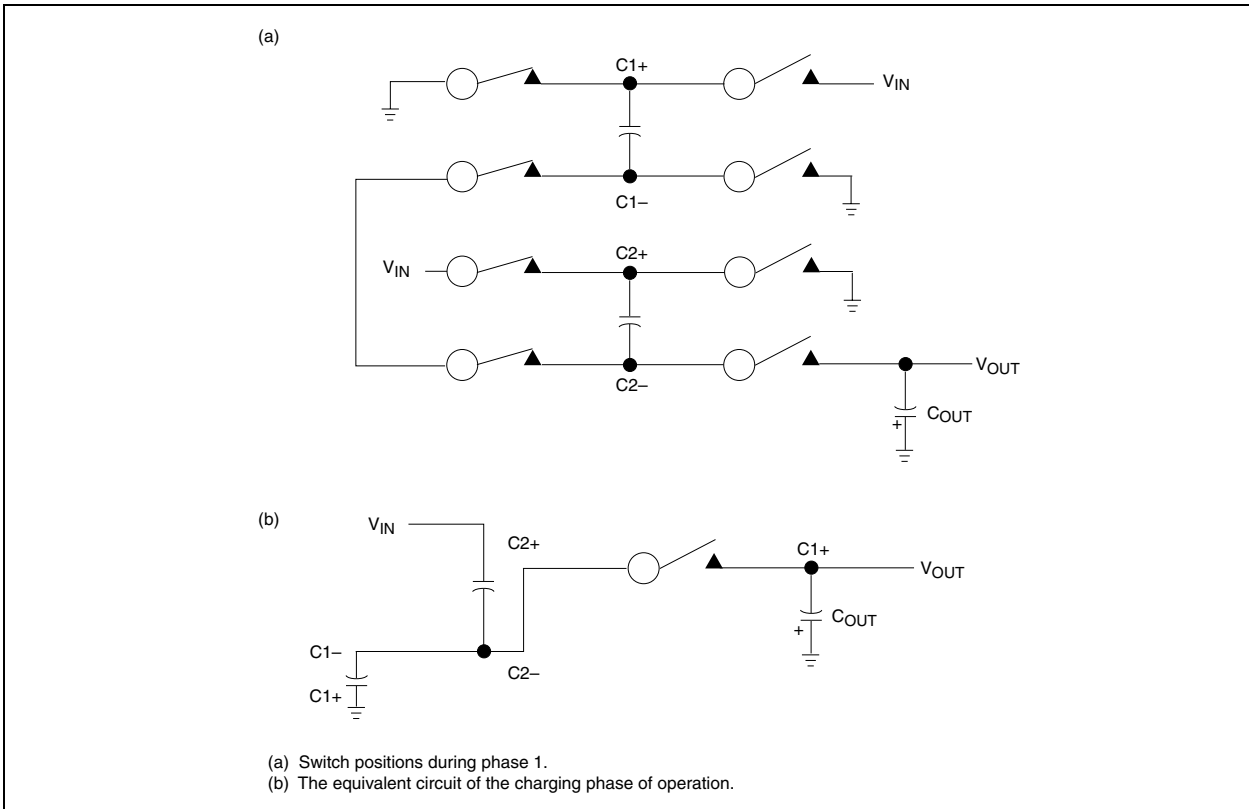 (a)
C1+
VIN
C1–
C2+
VIN
C2–
VOUT
COUT
+
(b)
VIN
C2+
C1+
VOUT
COUT
+
C1–
C2–
C1+
(a) Switch positions during phase 1.
(b) The equivalent circuit of the charging phase of operation.